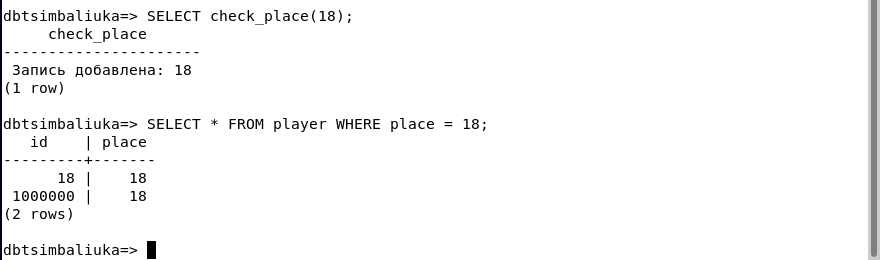 dbtsimbaliuka=> SELECT check_place(18);
     check_place
----------------------
 Запись добавлена: 18
(1 row)

dbtsimbaliuka=> SELECT * FROM player WHERE place = 18;
   id    | place
---------+-------
      18 |    18
 1000000 |    18
(2 rows)

dbtsimbaliuka=>